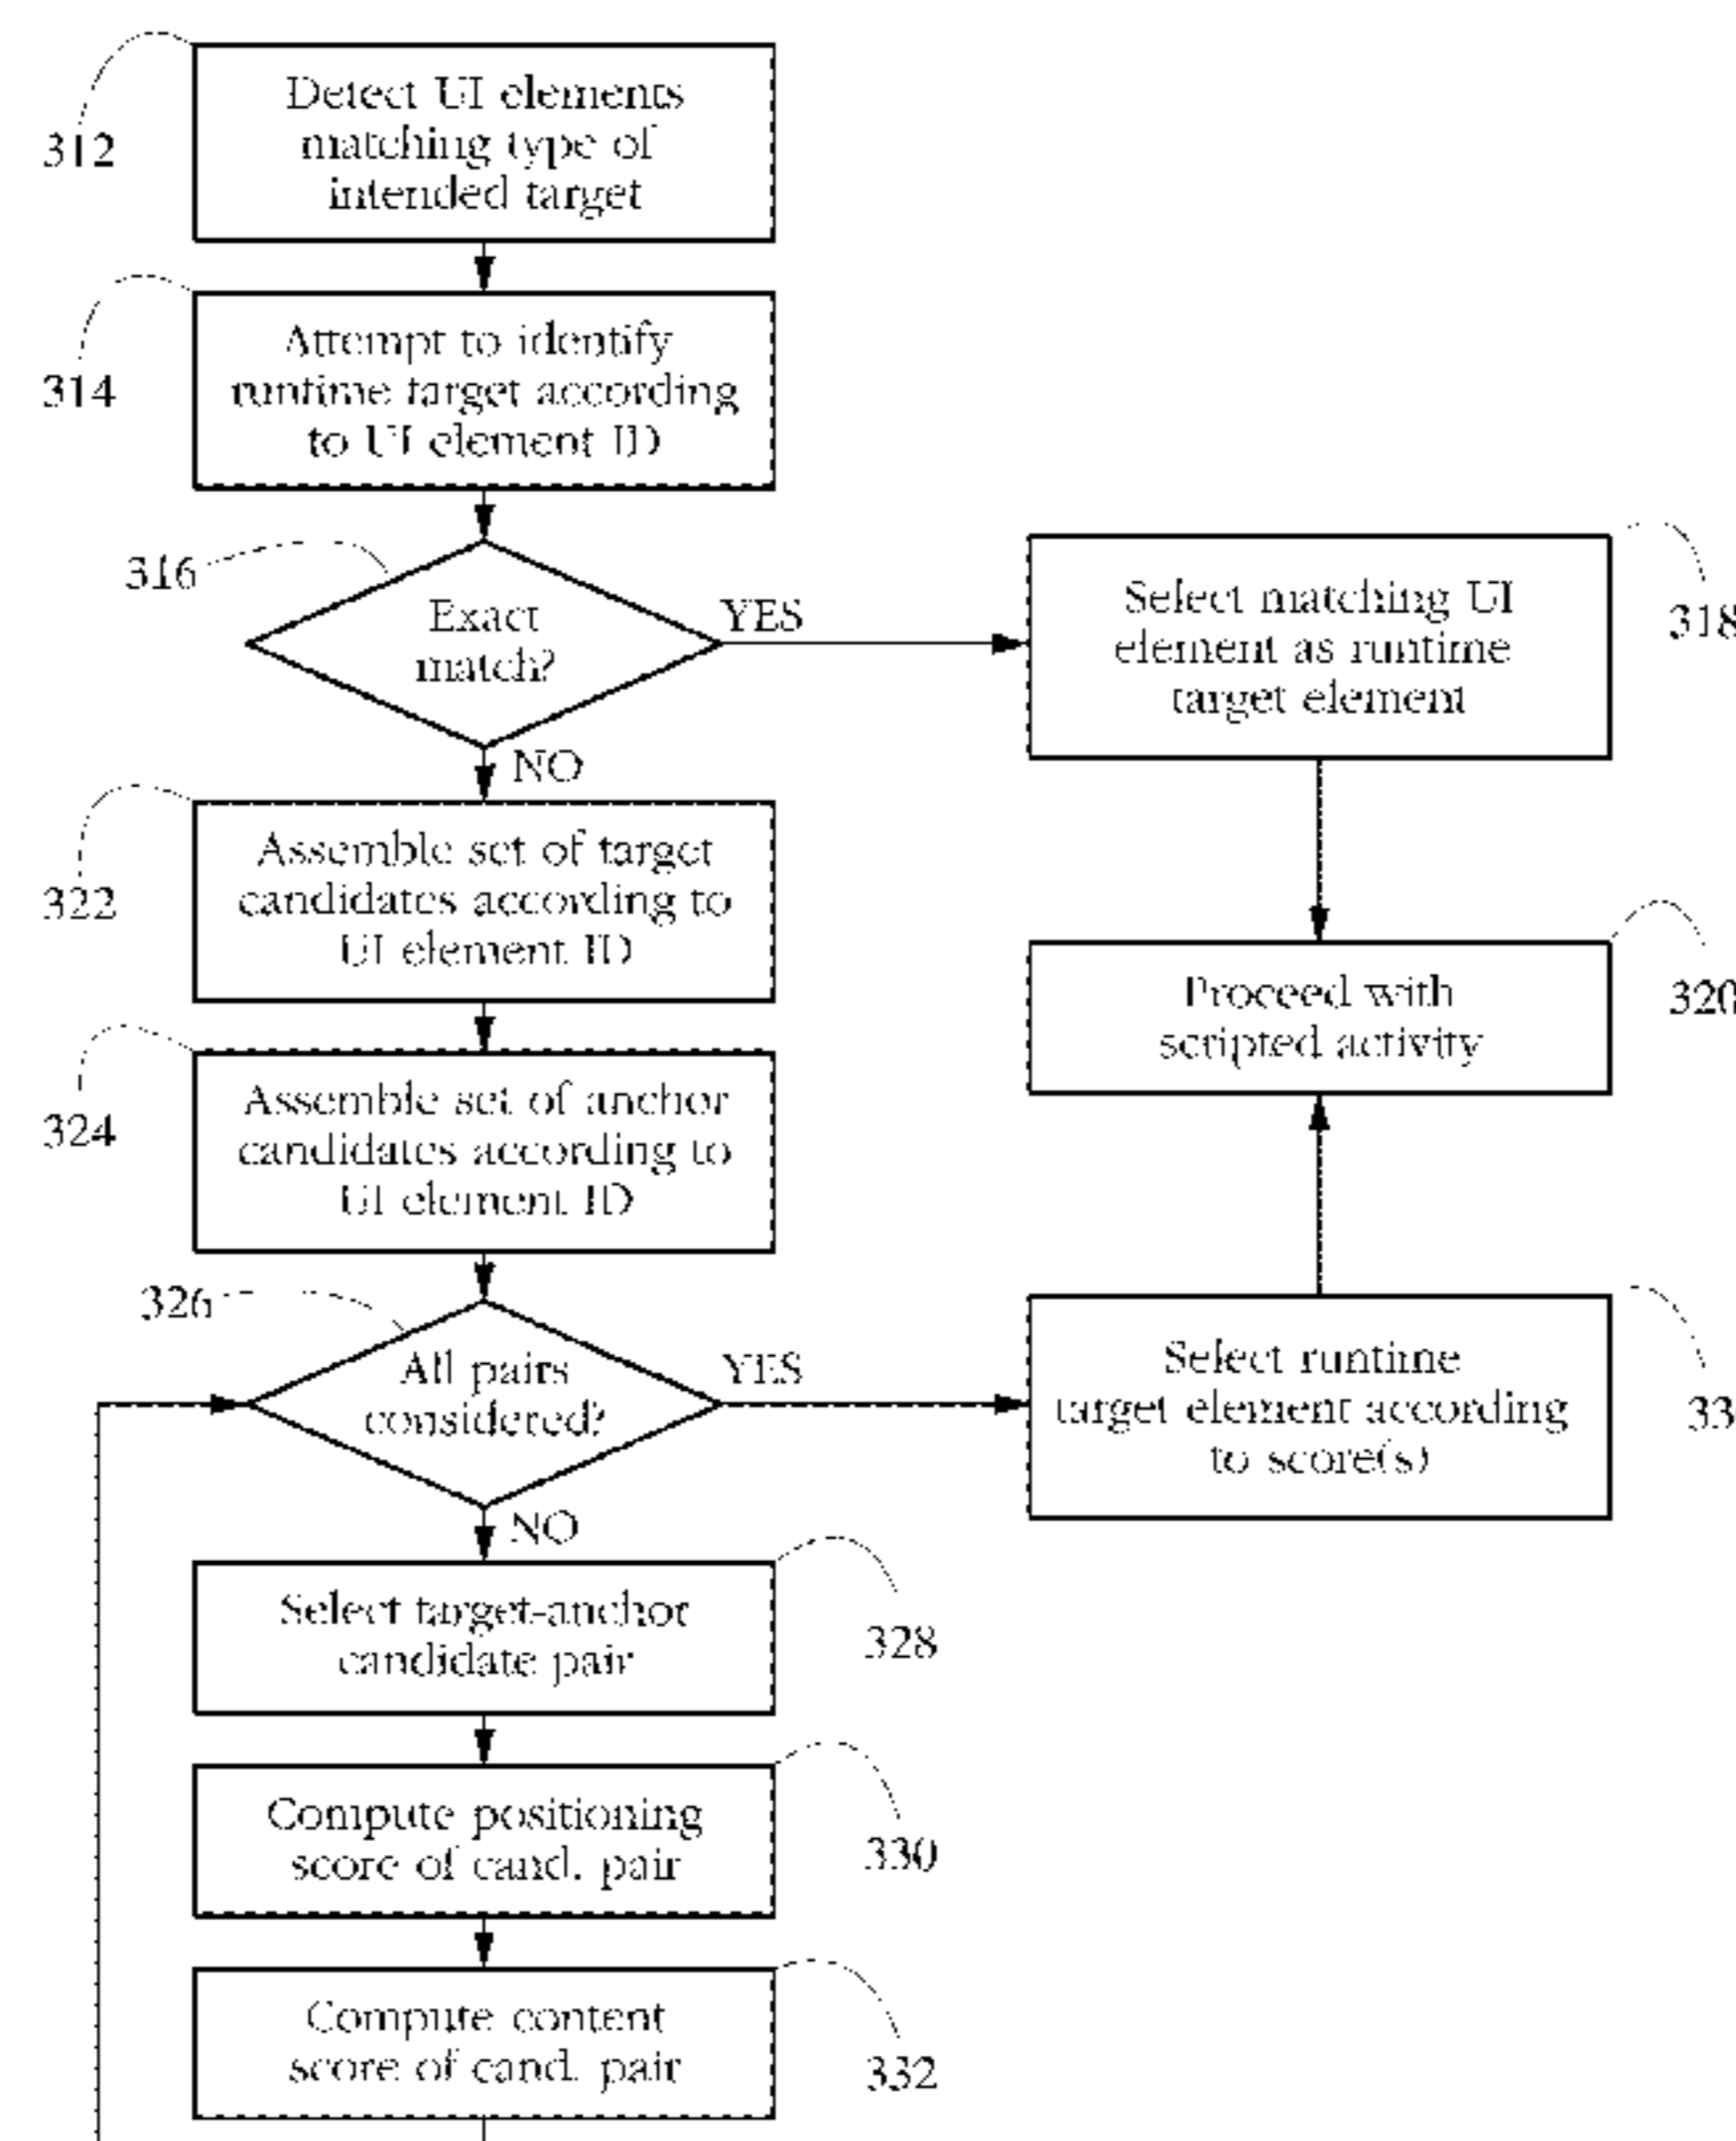 312
Detect UI elements
matching type of
intended target
314
Attempt to identify
runtime target according
to UI element ID
316
Exact
match?
YES
NO
318
Select matching UI
element as runtime
target element
322
Assemble set of target
candidates according to
UI element ID
320
Proceed with
scripted activity
324
Assemble set of anchor
candidates according to
UI element ID
326
All pairs
considered?
YES
NO
33
Select runtime
target element according
to score(s)
328
Select target-anchor
candidate pair
330
Compute positioning
score of cand. pair
332
Compute content
score of cand. pair